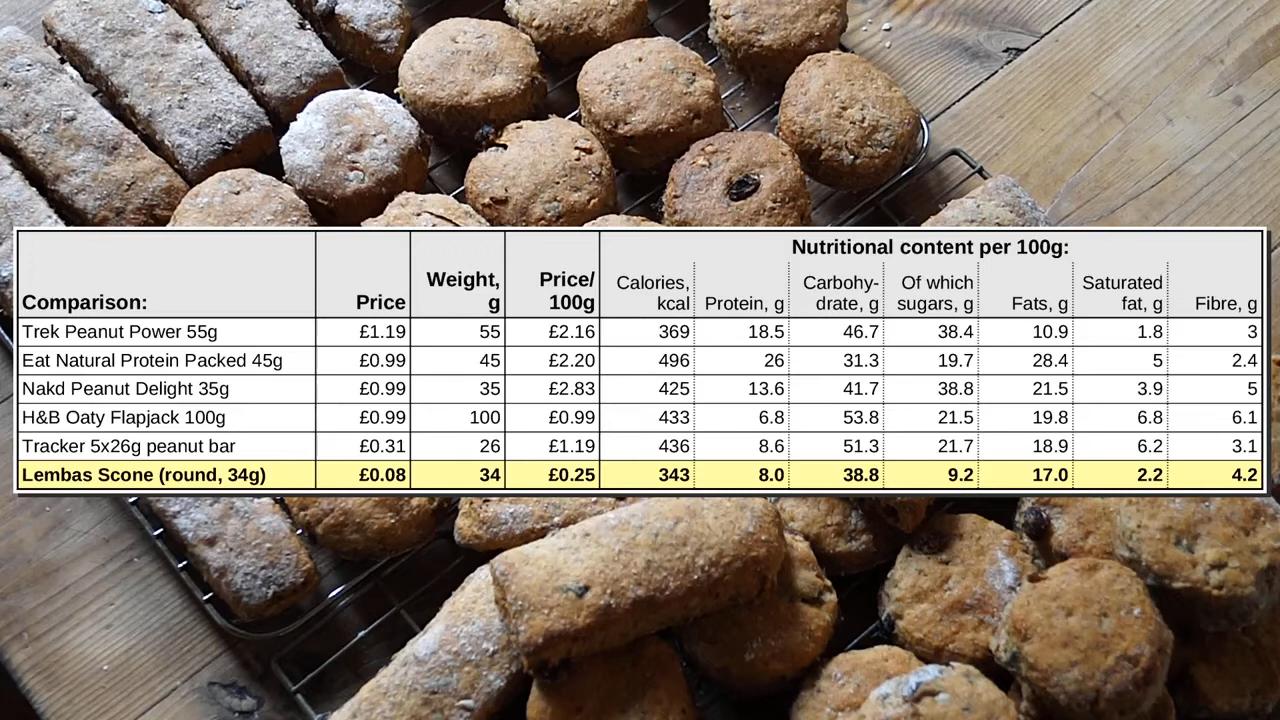 Nutritional content per 100g:
Comparison: Price Weight, g Price/ 100g Calories, kcal Protein, g Carbohy- drate, g Of which sugars, g Fats, g Saturated fat, g Fibre, g
Trek Peanut Power 55g £1.19 55 £2.16 369 18.5 46.7 38.4 10.9 1.8 3
Eat Natural Protein Packed 45g £0.99 45 £2.20 496 26 31.3 19.7 28.4 5 2.4
Nakd Peanut Delight 35g £0.99 35 £2.83 425 13.6 41.7 38.8 21.5 3.9 5
H&B Oaty Flapjack 100g £0.99 100 £0.99 433 6.8 53.8 21.5 19.8 6.8 6.1
Tracker 5x26g peanut bar £0.31 26 £1.19 436 8.6 51.3 21.7 18.9 6.2 3.1
Lembas Scone (round, 34g) £0.08 34 £0.25 343 8.0 38.8 9.2 17.0 2.2 4.2